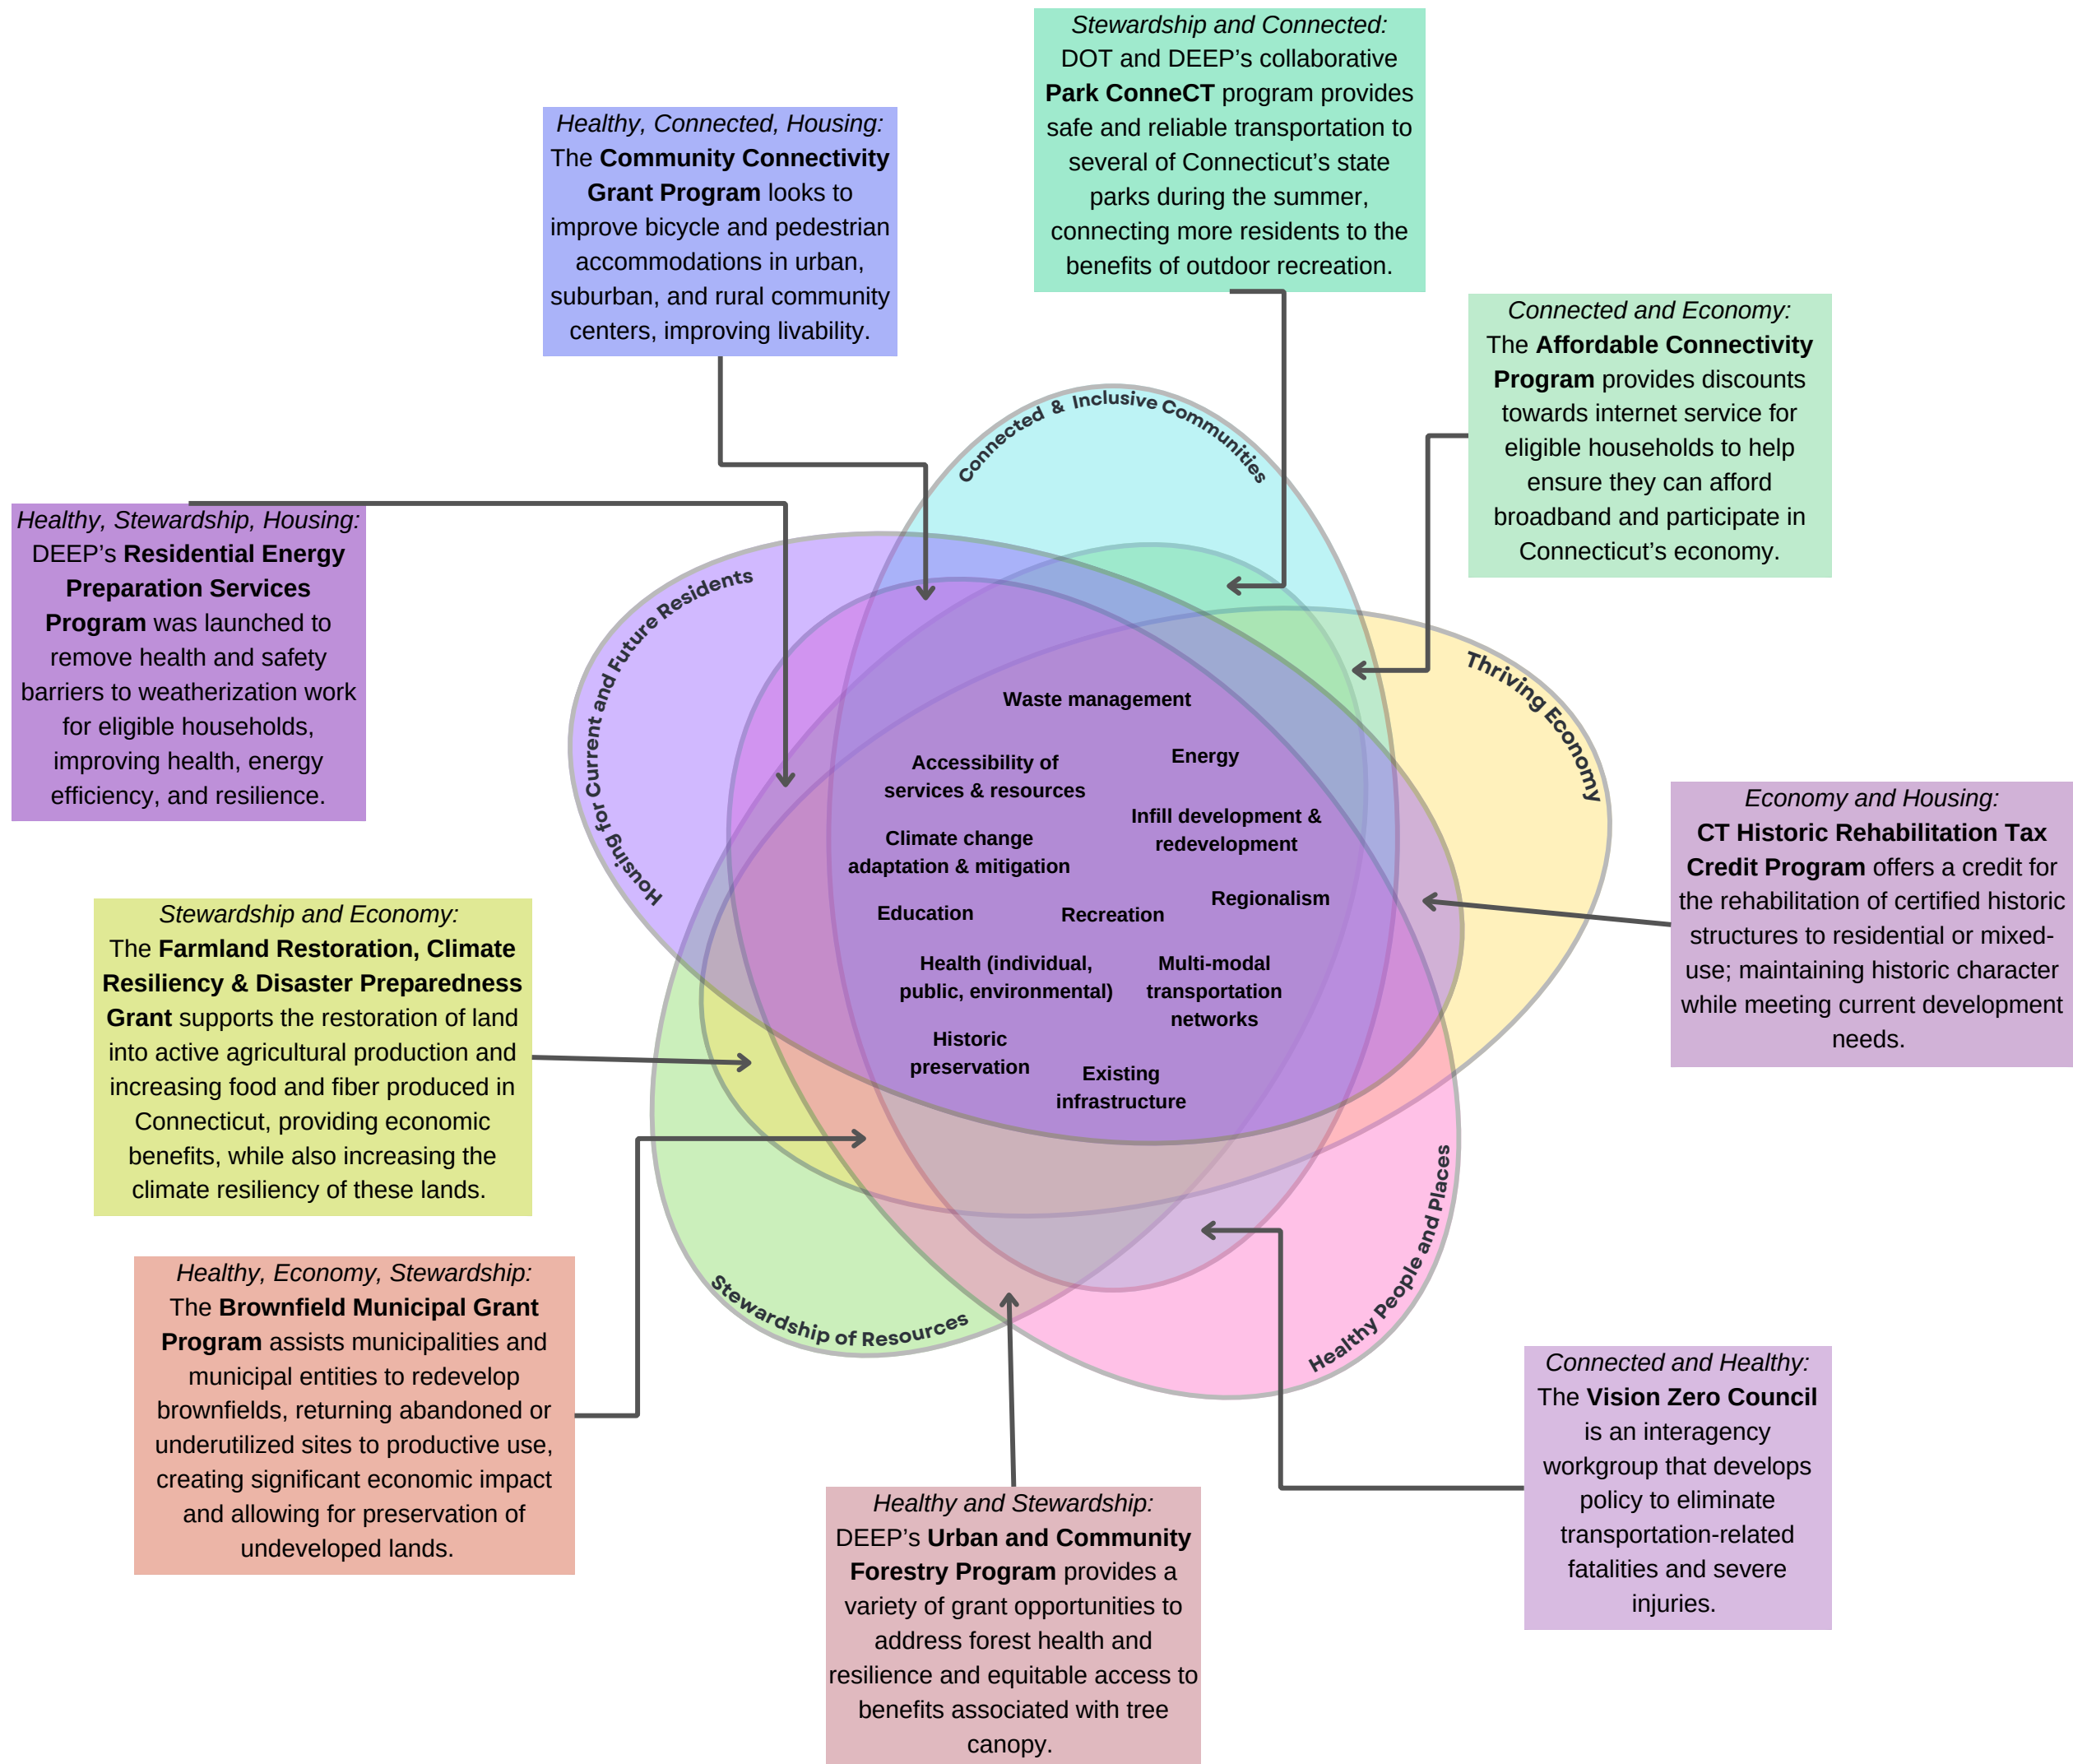 Stewardship and Connected:
DOT and DEEP’s collaborative
Park ConneCT program provides
safe and reliable transportation to
several of Connecticut’s state
parks during the summer,
connecting more residents to the
benefits of outdoor recreation.
Healthy, Connected, Housing:
The Community Connectivity
Grant Program looks to
improve bicycle and pedestrian
accommodations in urban,
suburban, and rural community
centers, improving livability.
Connected and Economy:
The Affordable Connectivity
Program provides discounts
towards internet service for
eligible households to help
ensure they can afford
broadband and participate in
Connecticut’s economy.
Healthy, Stewardship, Housing:
DEEP’s Residential Energy
Preparation Services
Program was launched to
remove health and safety
barriers to weatherization work
for eligible households,
improving health, energy
efficiency, and resilience.
Connected & Inclusive Communities
Housing for Current and Future Residents
Thriving Economy
Waste management
Energy
Accessibility of
services & resources
Infill development &
redevelopment
Climate change
adaptation & mitigation
Regionalism
Education
Recreation
Health (individual,
public, environmental)
Multi-modal
transportation
networks
Historic
preservation
Existing
infrastructure
Economy and Housing:
CT Historic Rehabilitation Tax
Credit Program offers a credit for
the rehabilitation of certified historic
structures to residential or mixed-
use; maintaining historic character
while meeting current development
needs.
Stewardship and Economy:
The Farmland Restoration, Climate
Resiliency & Disaster Preparedness
Grant supports the restoration of land
into active agricultural production and
increasing food and fiber produced in
Connecticut, providing economic
benefits, while also increasing the
climate resiliency of these lands.
Stewardship of Resources
Healthy People and Places
Healthy, Economy, Stewardship:
The Brownfield Municipal Grant
Program assists municipalities and
municipal entities to redevelop
brownfields, returning abandoned or
underutilized sites to productive use,
creating significant economic impact
and allowing for preservation of
undeveloped lands.
Connected and Healthy:
The Vision Zero Council
is an interagency
workgroup that develops
policy to eliminate
transportation-related
fatalities and severe
injuries.
Healthy and Stewardship:
DEEP’s Urban and Community
Forestry Program provides a
variety of grant opportunities to
address forest health and
resilience and equitable access to
benefits associated with tree
canopy.